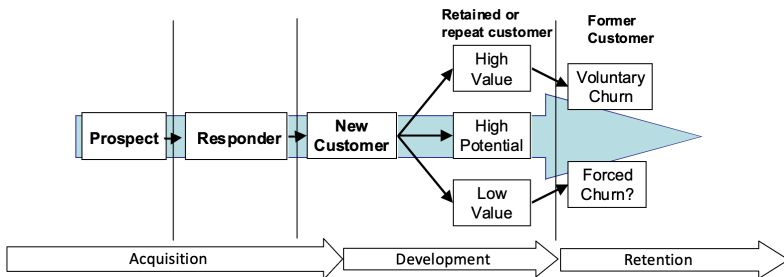 Retained or
repeat customer
Former
Customer
High
Value
Voluntary
Churn
Prospect
Responder
New
Customer
High
Potential
Low
Value
Forced
Churn?
Acquisition
Development
Retention